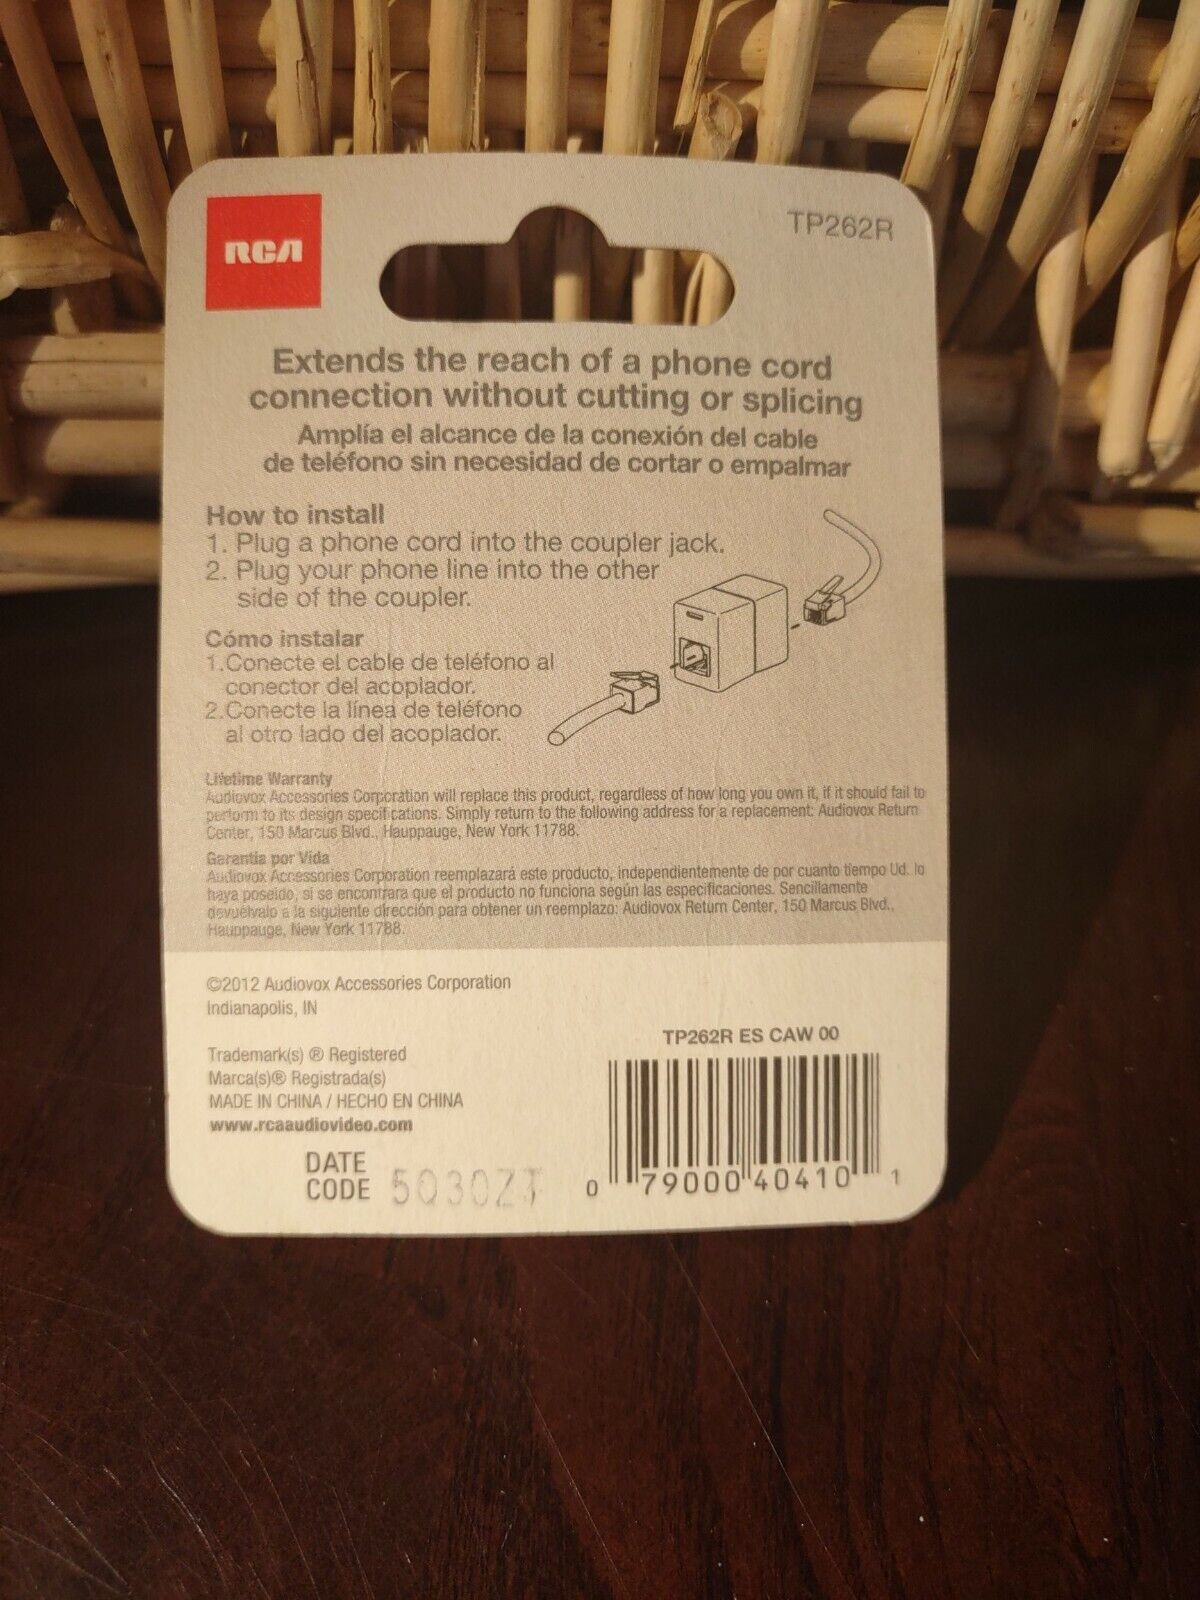 RCA
TP262R
Extends the reach of a phone cord
connection without cutting or splicing
Amplía el alcance de la conexión del cable
de teléfono sin necesidad de cortar o empalmar
How to install
1. Plug a phone cord into the coupler jack.
2. Plug your phone line into the other
side of the coupler.
Cómo instalar
1.Conecte el cable de teléfono al
conector del acoplador.
2.Conecte la línea de teléfono
al otro lado del acoplador.
Lifetime Warranty
Audiovox Accessories Corporation will replace this product, regardless of how long you own it, if it should fail to
perform to its design specifications. Simply return to the following address for a replacement: Audiovox Return
Center, 150 Marcus Blvd., Hauppauge, New York 11788.
Garantía por Vida
Audiovox Accessories Corporation reemplazará este producto, independientemente de por cuanto tiempo Ud. lo
haya poseído, si se encontrara que el producto no funciona según las especificaciones. Sencillamente
devuélvalo a la siguiente dirección para obtener un reemplazo: Audiovox Return Center, 150 Marcus Blvd.,
Hauppauge, New York 11788.
©2012 Audiovox Accessories Corporation
Indianapolis, IN
Trademark(s) ® Registered
Marca(s)® Registrada(s)
MADE IN CHINA / HECHO EN CHINA
www.rcaaudiovideo.com
DATE
CODE
TP262R ES CAW 00
0 79000 40410 1